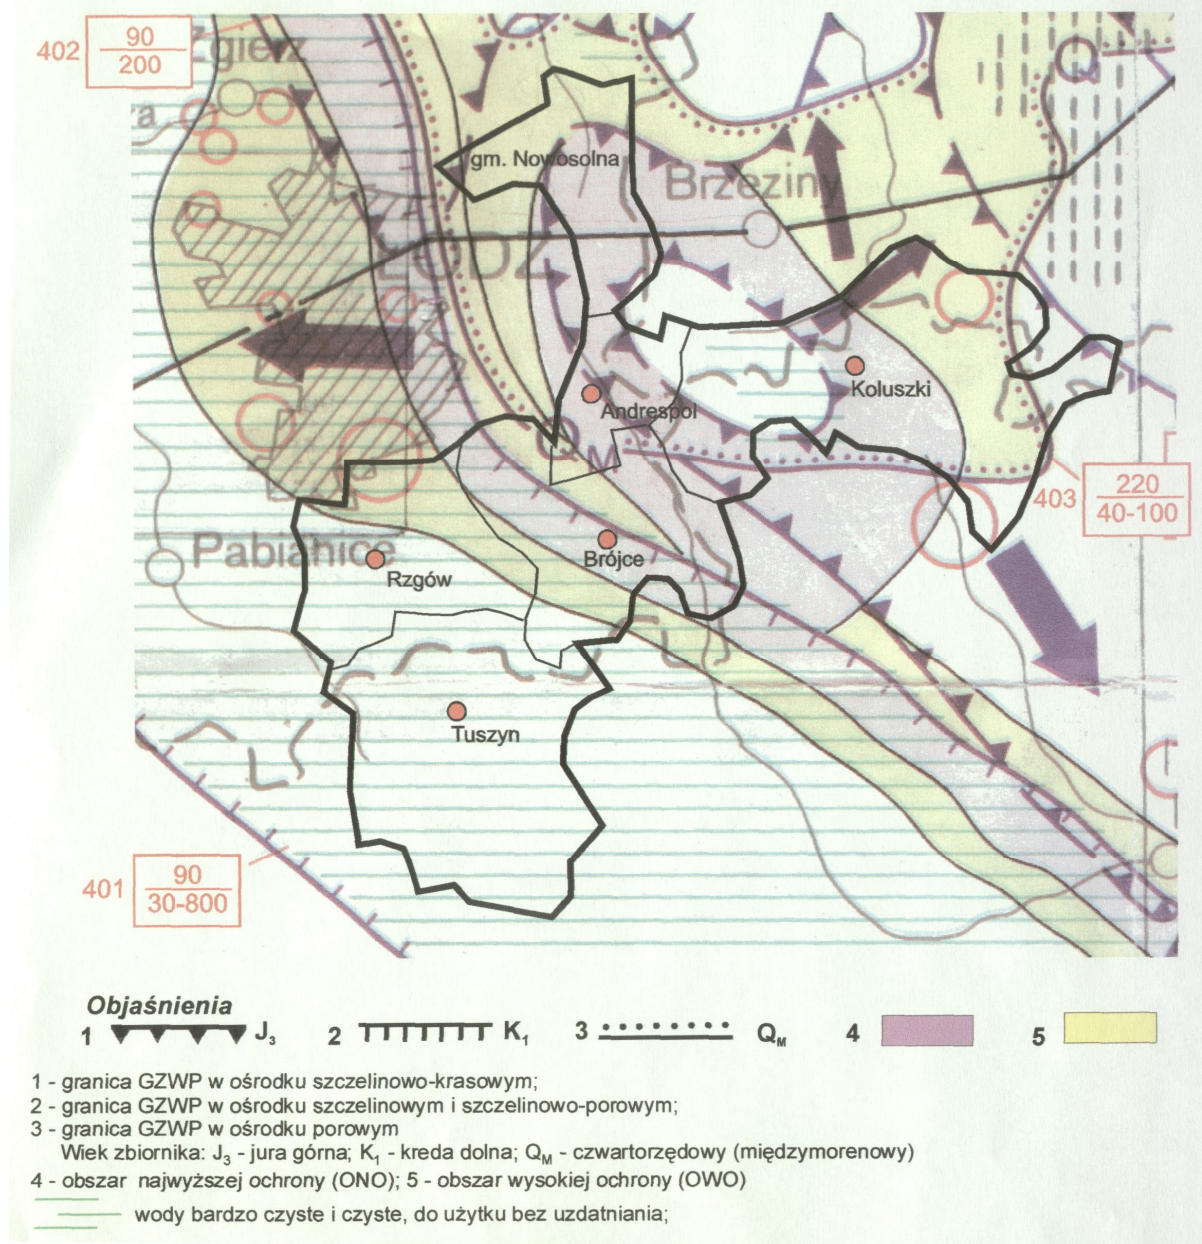 402
90
200
Zgierz
a
Q
gm. Nowosolna
Brzeziny
ŁÓDŹ
Koluszki
Andrespol
Q M
403
220
40-100
Pabianice
Brójce
Rzgów
Tuszyn
401
90
30-800
Objaśnienia
1 J₃ 2 K₁ 3 Q_M 4 5
1 - granica GZWP w ośrodku szczelinowo-krasowym;
2 - granica GZWP w ośrodku szczelinowym i szczelinowo-porowym;
3 - granica GZWP w ośrodku porowym
Wiek zbiornika: J₃ - jura górna; K₁ - kreda dolna; Q_M - czwartorzędowy (międzymorenowy)
4 - obszar najwyższej ochrony (ONO); 5 - obszar wysokiej ochrony (OWO)
wody bardzo czyste i czyste, do użytku bez uzdatniania;